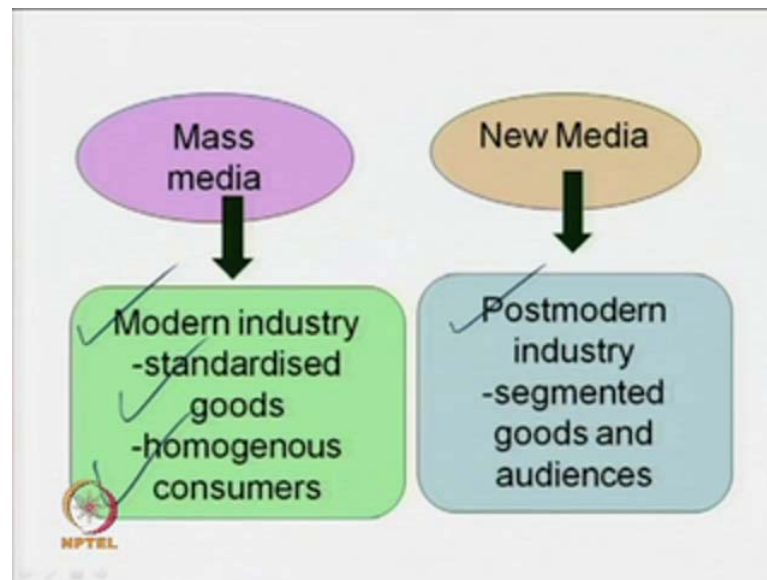 Mass
media
New Media
Modern industry
-standardised
goods
-homogenous
consumers
Postmodern
industry
-segmented
goods and
audiences
NPTEL